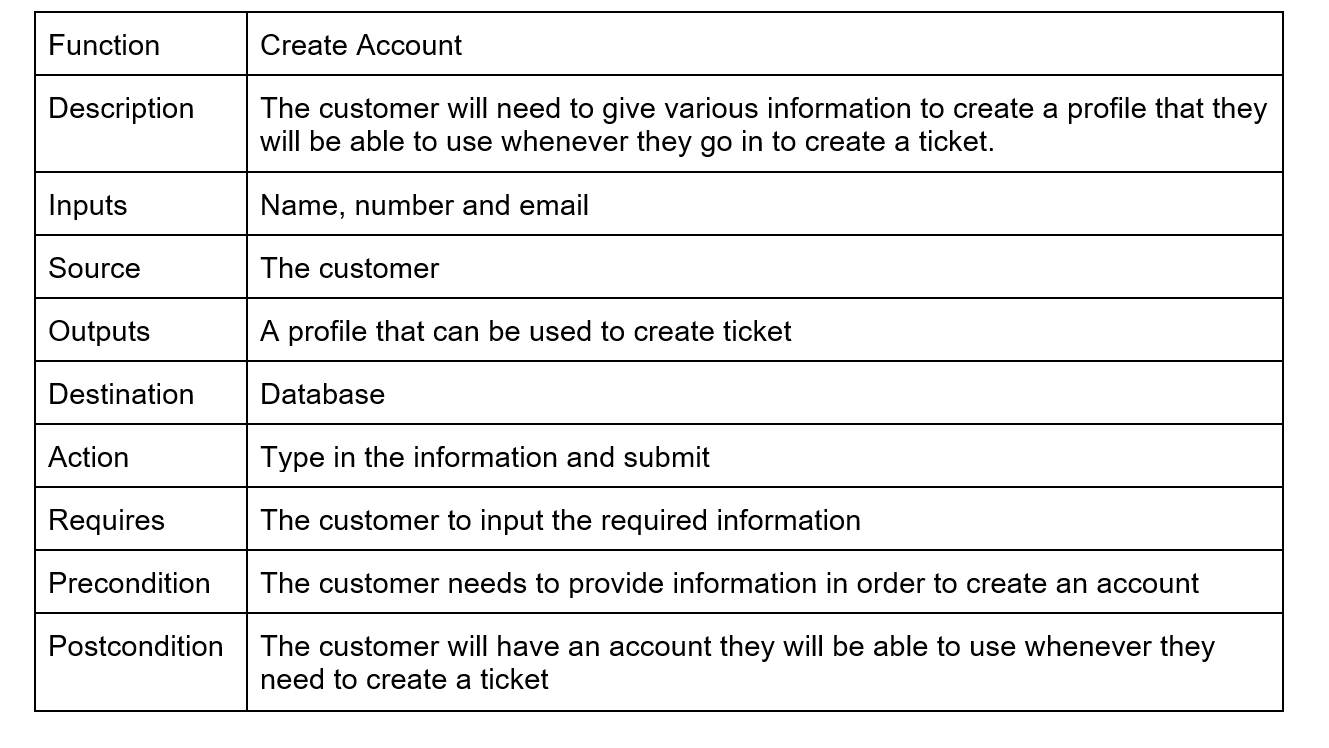 Function
Create Account
Description
The customer will need to give various information to create a profile that they
will be able to use whenever they go in to create a ticket.
Inputs
Name, number and email
Source
The customer
Outputs
A profile that can be used to create ticket
Destination
Database
Action
Type in the information and submit
Requires
The customer to input the required information
Precondition
The customer needs to provide information in order to create an account
Postcondition
The customer will have an account they will be able to use whenever they
need to create a ticket